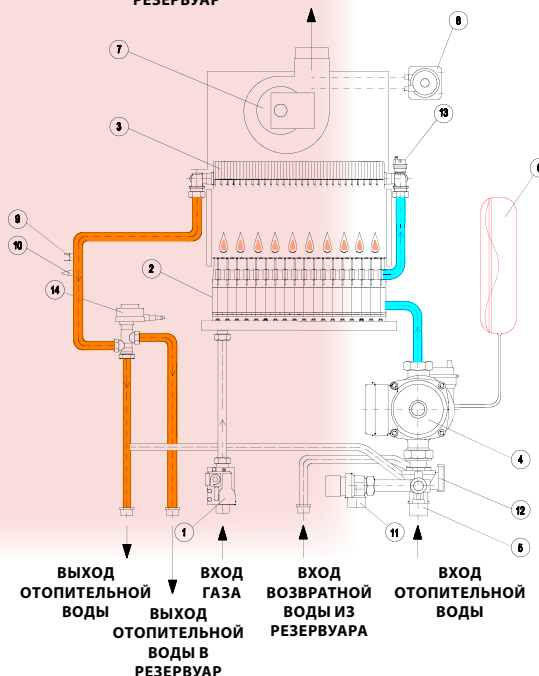 РЕЗЕРВУАР
7
8
3
13
6
9
10
2
14
4
12
1
11
5
ВЫХОД
ОТОПИТЕЛЬНОЙ
ВОДЫ
ВЫХОД
ОТОПИТЕЛЬНОЙ
ВОДЫ В
РЕЗЕРВУАР
ВХОД
ГАЗА
ВХОД
ВОЗВРАТНОЙ
ВОДЫ ИЗ
РЕЗЕРВУАРА
ВХОД
ОТОПИТЕЛЬНОЙ
ВОДЫ